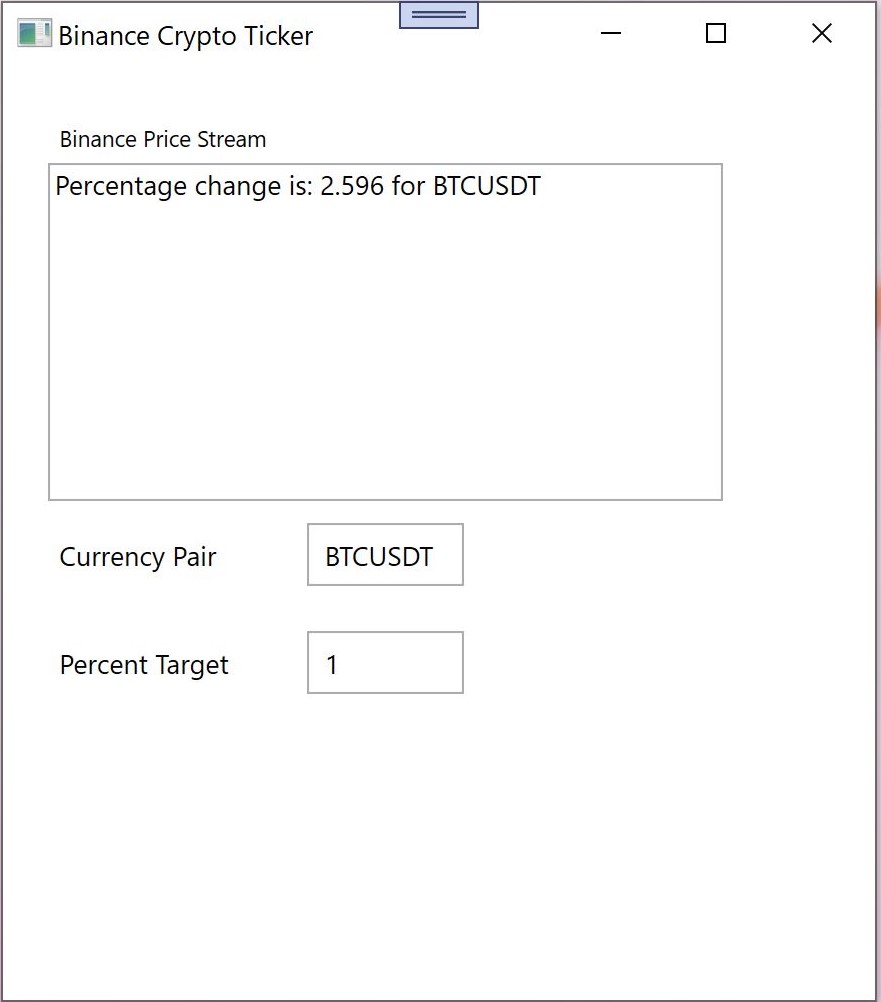 Binance Crypto Ticker
Binance Price Stream
Percentage change is: 2.596 for BTCUSDT
Currency Pair
BTCUSDT
Percent Target
1